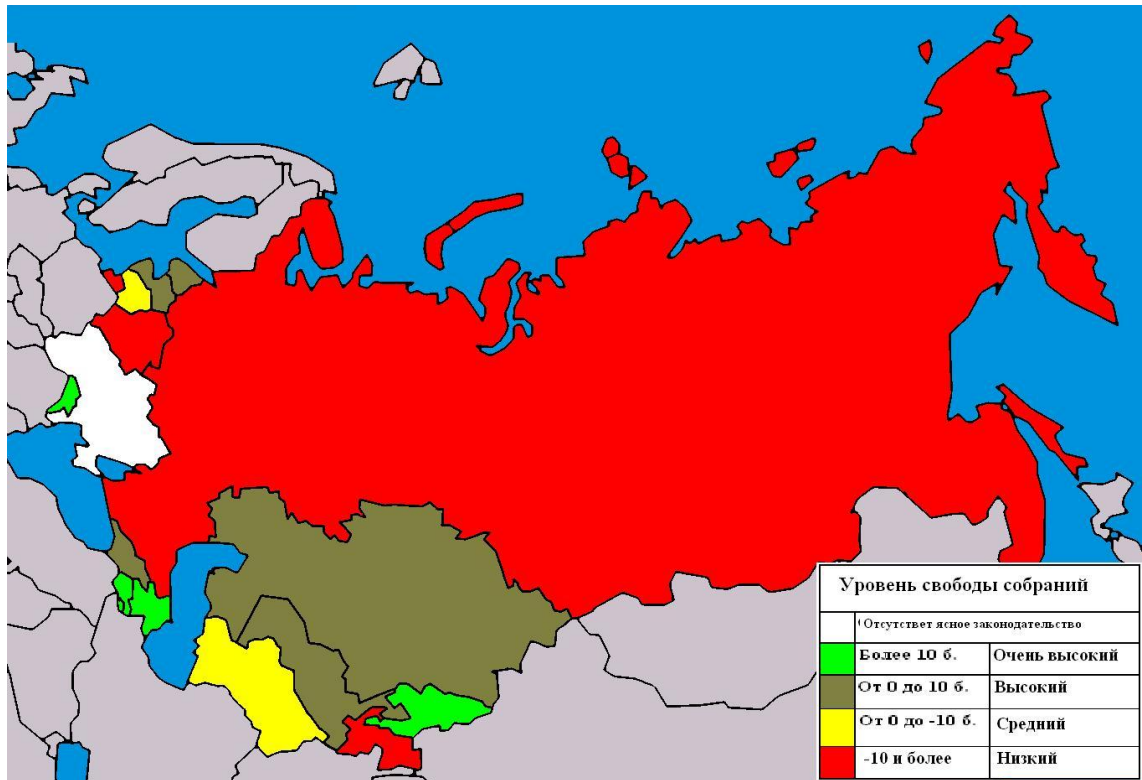 Уровень свободы собраний
Отсутствет ясное законодательство
Более 10 б. Очень высокий
От 0 до 10 б. Высокий
От 0 до -10 б. Средний
-10 и более Низкий